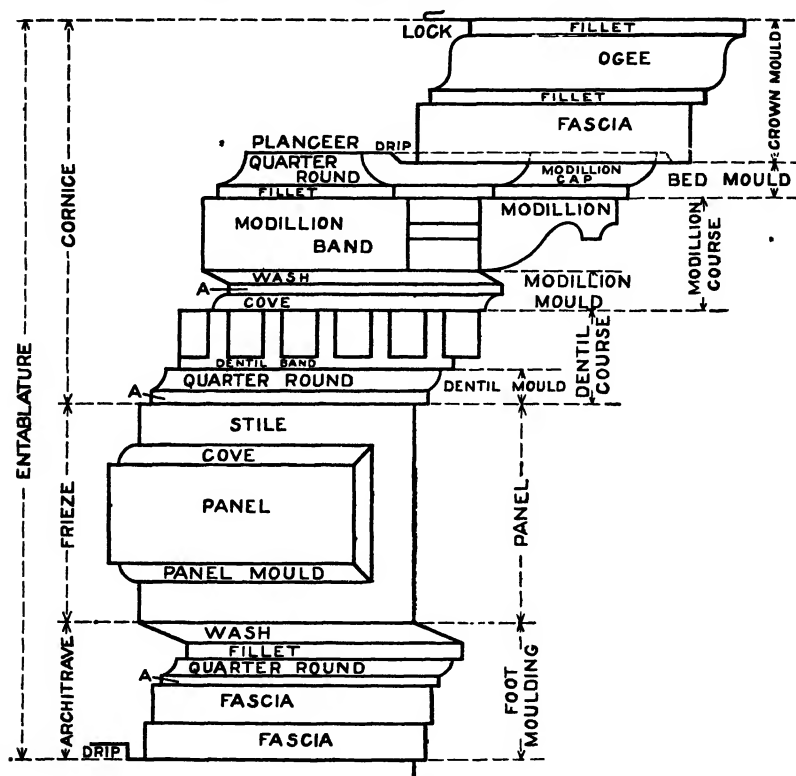 LOCK
FILLET
OGEE
FILLET
FASCIA
CROWN MOULD
PLANCEER
DRIP
QUARTER
ROUND
MODILLION
CAP
BED MOULD
FILLET
MODILLION
BAND
MODILLION
MODILLION
COURSE
WASH
A
COVE
MODILLION
MOULD
CORNICE
DENTIL BAND
DENTIL
COURSE
QUARTER ROUND
DENTIL MOULD
A
ENTABLATURE
STILE
COVE
PANEL
PANEL MOULD
FRIEZE
PANEL
WASH
FILLET
QUARTER ROUND
A
FASCIA
FASCIA
ARCHITRAVE
FOOT
MOULDING
DRIP